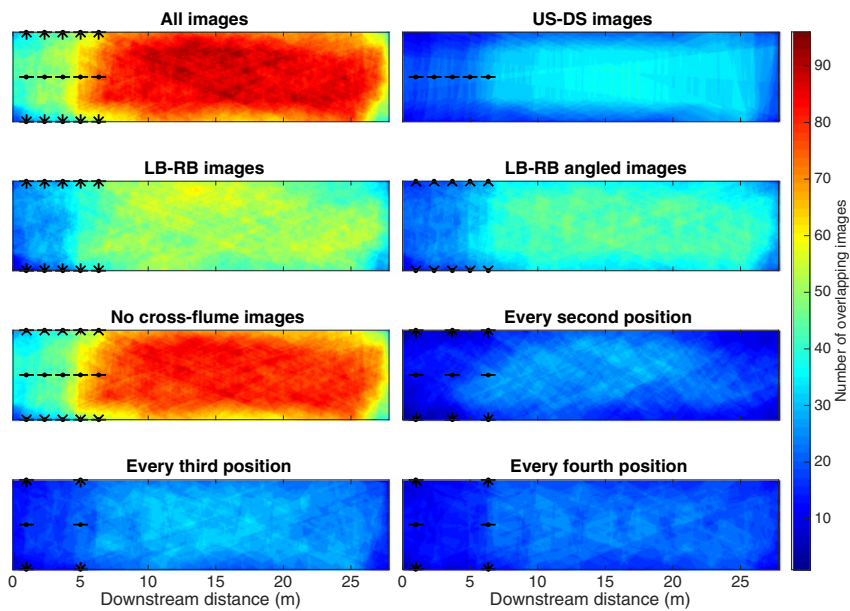 All images
US-DS images
LB-RB images
LB-RB angled images
No cross-flume images
Every second position
Every third position
Every fourth position
0 5 10 15 20 25
Downstream distance (m)
0 5 10 15 20 25
Downstream distance (m)
90
80
70
60
50
40
30
20
10
Number of overlapping images